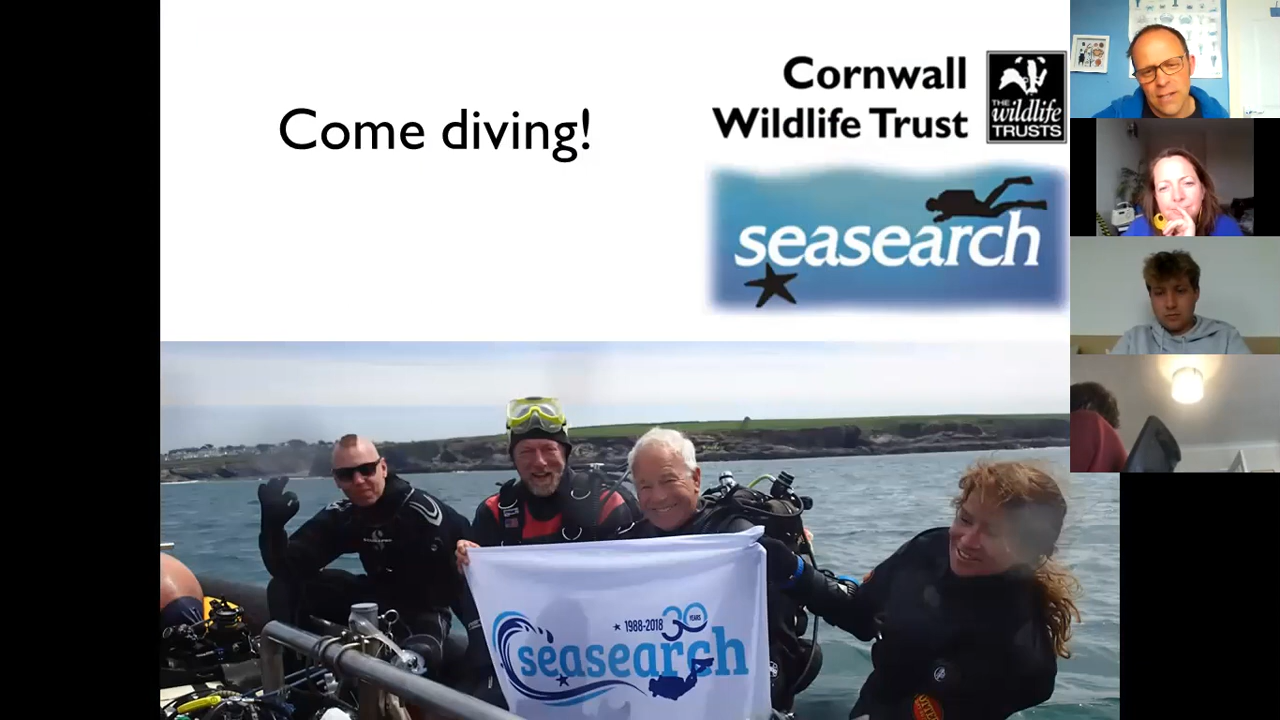 Come diving!
Cornwall
Wildlife Trust
THE
wildlife
TRUSTS
seasearch
1988-2018 30 YEARS
seasearch